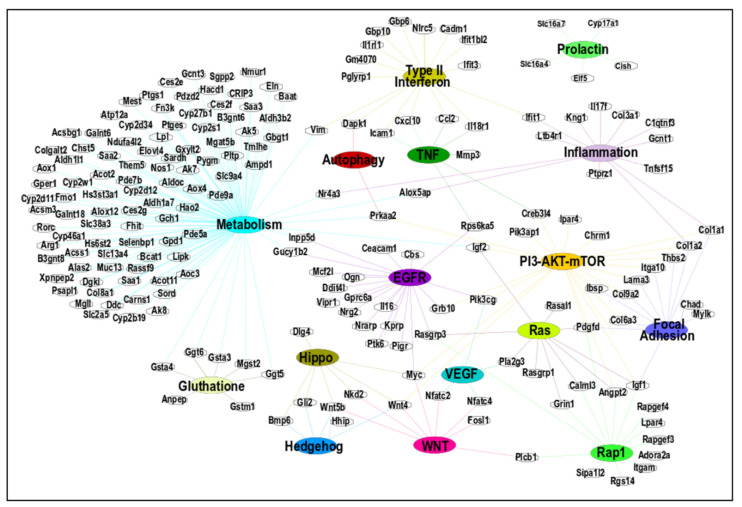 Gbp6
Nlrc5
Cadm1
Gbp10
Il1rl1
Ifit1bl2
Gm4070
Ifit3
Pglyrp1
Type II
Interferon
Slc16a7
Cyp17a1
Prolactin
Slc16a4
Cish
Elf5
Gcnt3
Sgpp2
Nmur1
Ces2e
Hacd1
Eln
Ptgs1
Pdzd2
CRIP3
Baat
Mest
Fn3k
Ces2f
Saa3
Atp12a
Cyp27b1
B3gnt6
Aldh3b2
Cyp2d34
Ptges
Cyp2s1
Ak5
Acsbg1
Galnt6
Lpl
Mgat5b
Gbgt1
Ndufa4l2
Gxylt2
Tmlhe
Colgalt2
Chst5
Elovl4
Saa2
Sardh
Pygm
Pltp
Aldh1l1
Them5
Nos1
Ak7
Ampd1
Aox1
Acot2
Slc9a4
Gper1
Pde7b
Aldoc
Cyp2w1
Cyp2d12
Aox4
Cyp2d11
Fmo1
Hs3st3a1
Pde9a
Acsm3
Aldh1a7
Hao2
Galnt18
Alox12
Ces2g
Gch1
Rorc
Slc38a3
Fhit
Pde5a
Cyp46a1
Metabolism
Arg1
Hs6st2
Selenbp1
Gpd1
B3gnt8
Acss1
Slc13a4
Bcat1
Lipk
Alas2
Muc13
Rassf9
Xpnpep2
Dgki
Saa1
Acot11
Aoc3
Psapl1
Col8a1
Carns1
Sord
Mgll
Ddc
Slc2a5
Cyp2b19
Ak8
Vim
Dapk1
Cxcl10
Ccl2
Icam1
Il18r1
Autophagy
TNF
Mmp3
Nr4a3
Alox5ap
Prkaa2
Il17f
Ifit1
Kng1
Col3a1
C1qtnf3
Ltb4r1
Gcnt1
Inflammation
Ptprz1
Tnfsf15
Rps6ka5
Creb3l4
Ipar4
Col1a1
Pik3ap1
Chrm1
Col1a2
Inpp5d
Gucy1b2
Ceacam1
Igf2
Cbs
Thbs2
PI3-AKT-mTOR
Itga10
Mcf2l
Ogn
EGFR
Lama3
Ddit4l
Ibsp
Col9a2
Vipr1
Gprc6a
Pik3cg
Il16
Grb10
Rasal1
Chad
Nrg2
Mylk
Nrarp
Kprp
Rasgrp3
Ras
Pdgfd
Col6a3
Focal
Adhesion
Dlg4
Ptk6
Pigr
Hippo
Ggt6
Gsta3
Gsta4
Mgst2
Ggt5
Gluthatione
Anpep
Gstm1
Myc
VEGF
Pla2g3
Rasgrp1
Calml3
Igf1
Angpt2
Grin1
Nkd2
Nfatc2
Nfatc4
Gli2
Wnt5b
Wnt4
Fosl1
Bmp6
Hhip
Hedgehog
WNT
Rapgef4
Lpar4
Rapgef3
Rap1
Adora2a
Plcb1
Itgam
Sipa1l2
Rgs14